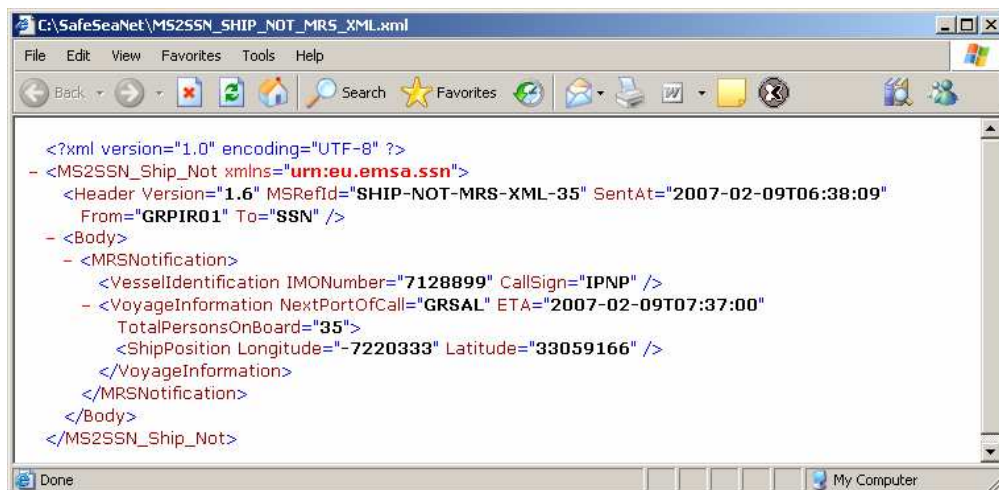 C:\SafeSeaNet\MS2SSN_SHIP_NOT_MRS_XML.xml
File Edit View Favorites Tools Help
Back Search Favorites
<?xml version="1.0" encoding="UTF-8" ?>
- <MS2SSN_Ship_Not xmlns="urn:eu.emsa.ssn">
<Header Version="1.6" MSRefId="SHIP-NOT-MRS-XML-35" SentAt="2007-02-09T06:38:09"
From="GRPIR01" To="SSN" />
- <Body>
- <MRSNotification>
<VesselIdentification IMONumber="7128899" CallSign="IPNP" />
- <VoyageInformation NextPortOfCall="GRSAL" ETA="2007-02-09T07:37:00"
TotalPersonsOnBoard="35">
<ShipPosition Longitude="-7220333" Latitude="33059166" />
</VoyageInformation>
</MRSNotification>
</Body>
</MS2SSN_Ship_Not>
Done My Computer